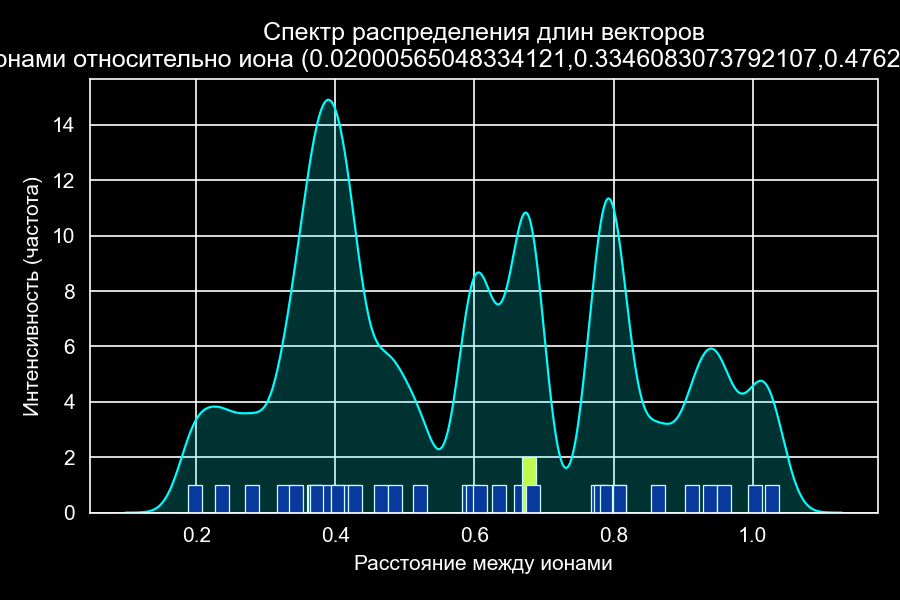 Спектр распределения длин векторов
онами относительно иона (0.02000565048334121,0.3346083073792107,0.4762
Интенсивность (частота)
14
12
10
8
6
4
2
0
0.2 0.4 0.6 0.8 1.0
Расстояние между ионами